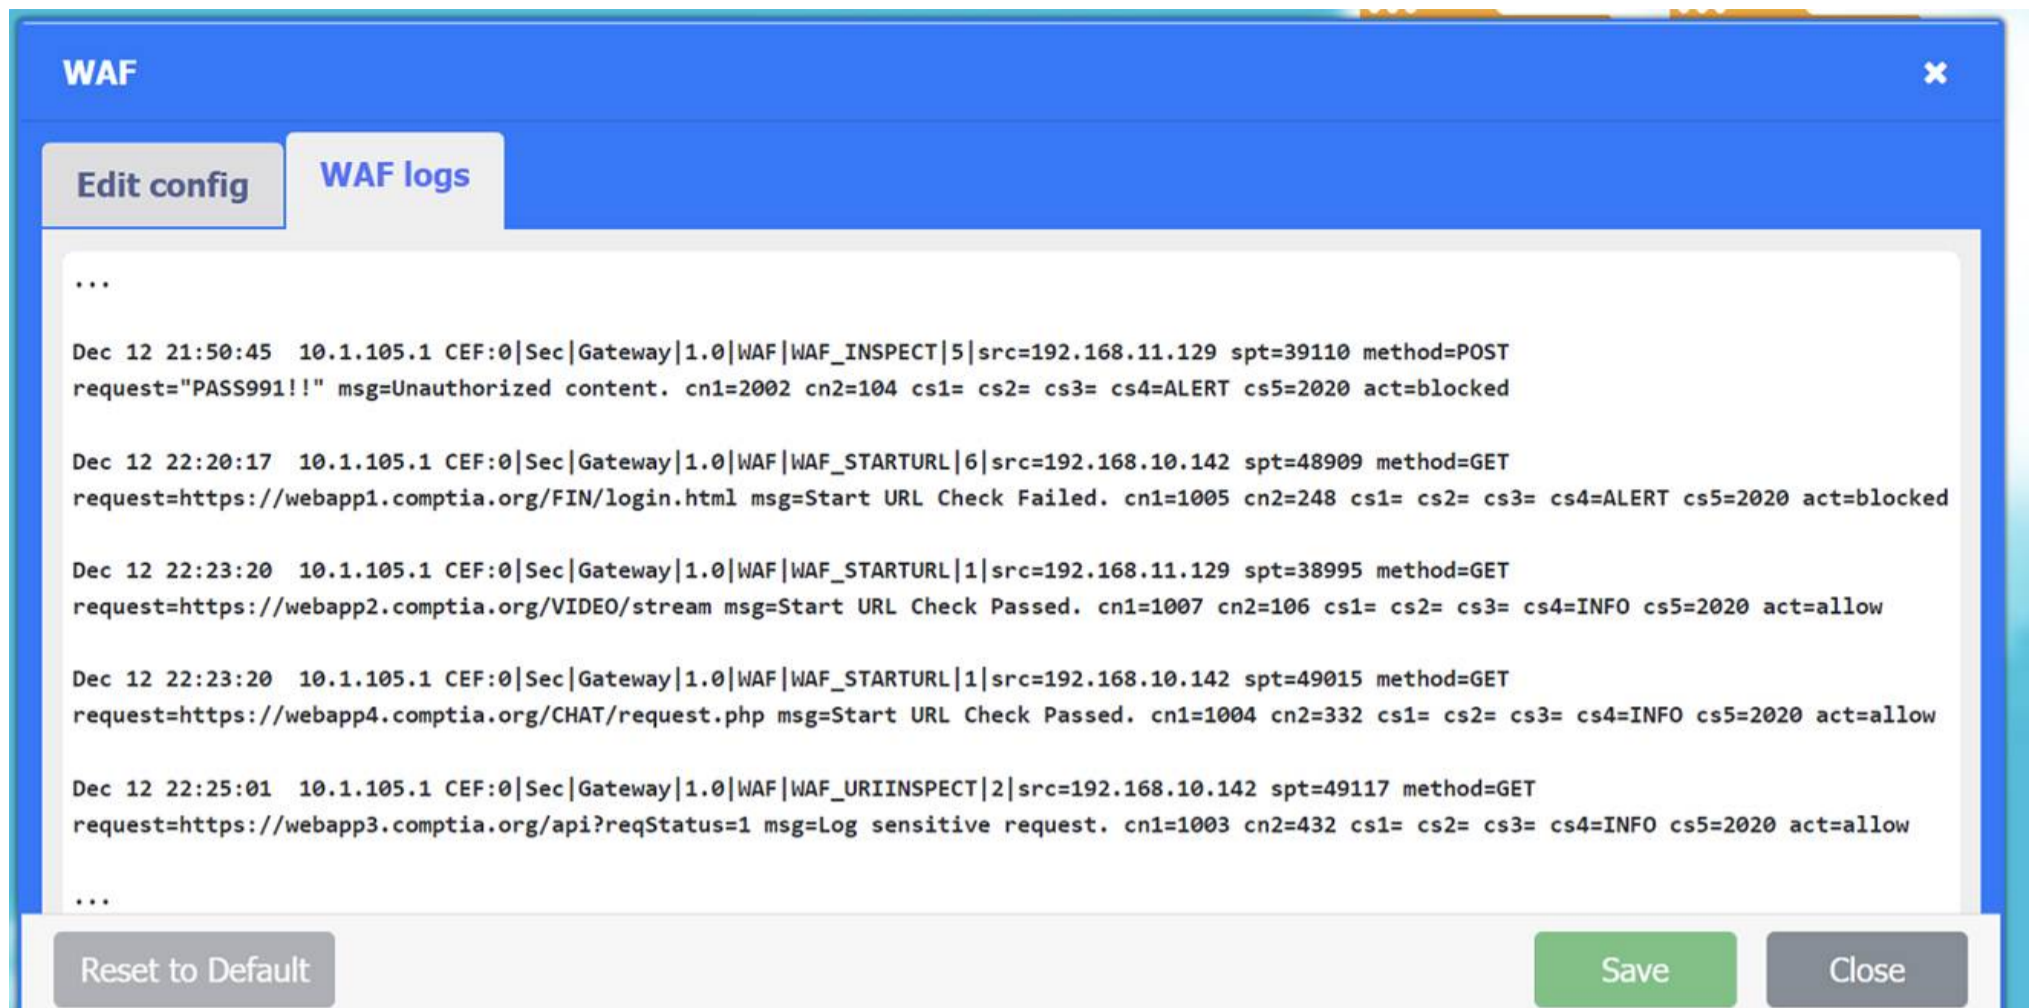 WAF
Edit config
WAF logs
...
Dec 12 21:50:45  10.1.105.1 CEF:0|Sec|Gateway|1.0|WAF|WAF_INSPECT|5|src=192.168.11.129 spt=39110 method=POST
request="PASS991!!" msg=Unauthorized content. cn1=2002 cn2=104 cs1= cs2= cs3= cs4=ALERT cs5=2020 act=blocked
Dec 12 22:20:17  10.1.105.1 CEF:0|Sec|Gateway|1.0|WAF|WAF_STARTURL|6|src=192.168.10.142 spt=48909 method=GET
request=https://webapp1.comptia.org/FIN/login.html msg=Start URL Check Failed. cn1=1005 cn2=248 cs1= cs2= cs3= cs4=ALERT cs5=2020 act=blocked
Dec 12 22:23:20  10.1.105.1 CEF:0|Sec|Gateway|1.0|WAF|WAF_STARTURL|1|src=192.168.11.129 spt=38995 method=GET
request=https://webapp2.comptia.org/VIDEO/stream msg=Start URL Check Passed. cn1=1007 cn2=106 cs1= cs2= cs3= cs4=INFO cs5=2020 act=allow
Dec 12 22:23:20  10.1.105.1 CEF:0|Sec|Gateway|1.0|WAF|WAF_STARTURL|1|src=192.168.10.142 spt=49015 method=GET
request=https://webapp4.comptia.org/CHAT/request.php msg=Start URL Check Passed. cn1=1004 cn2=332 cs1= cs2= cs3= cs4=INFO cs5=2020 act=allow
Dec 12 22:25:01  10.1.105.1 CEF:0|Sec|Gateway|1.0|WAF|WAF_URIINSPECT|2|src=192.168.10.142 spt=49117 method=GET
request=https://webapp3.comptia.org/api?reqStatus=1 msg=Log sensitive request. cn1=1003 cn2=432 cs1= cs2= cs3= cs4=INFO cs5=2020 act=allow
...
Reset to Default
Save
Close